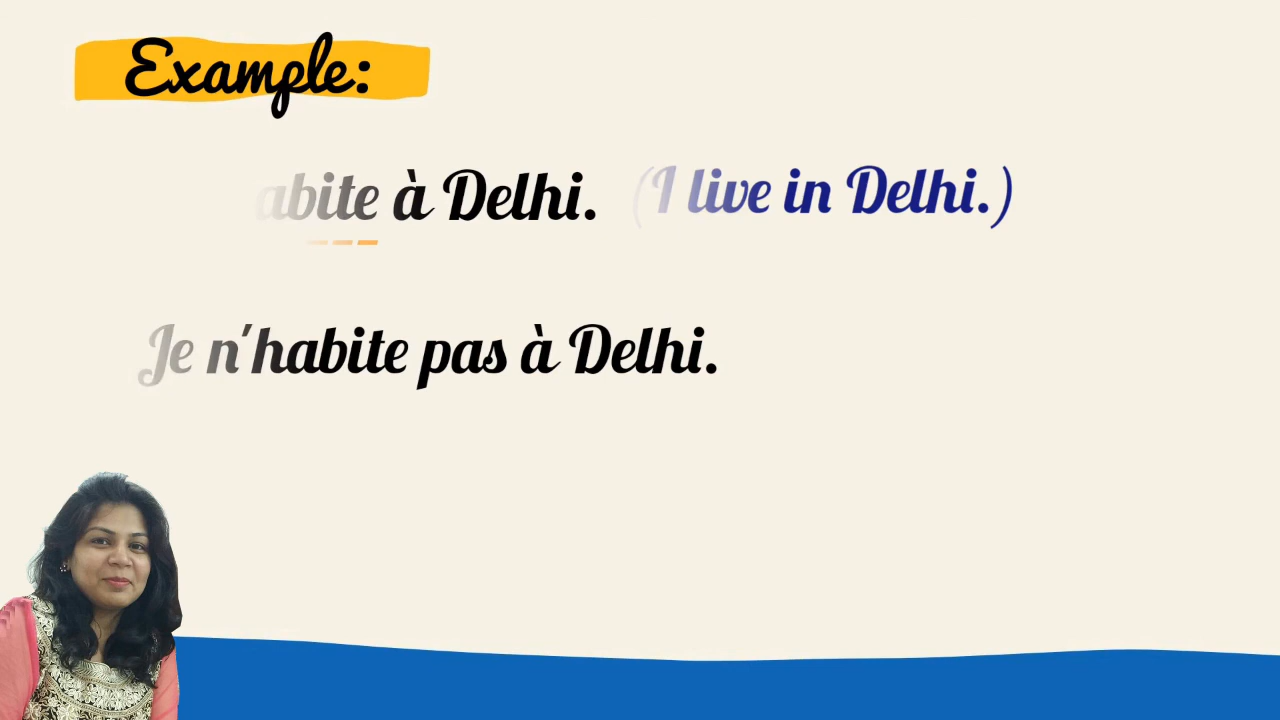 Example:
abite à Delhi. (I live in Delhi.)
Je n'habite pas à Delhi.